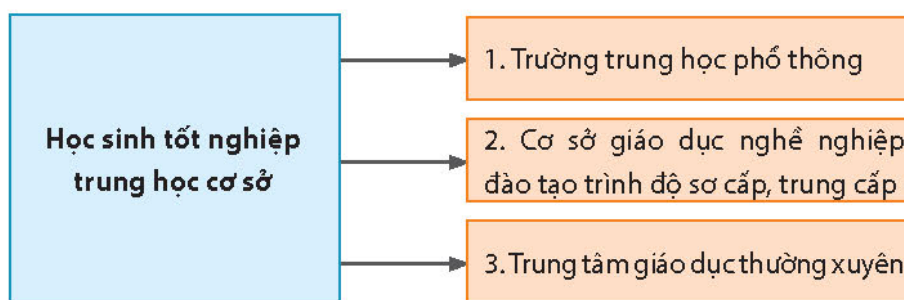 Học sinh tốt nghiệp
trung học cơ sở
1. Trường trung học phổ thông
2. Cơ sở giáo dục nghề nghiệp
đào tạo trình độ sơ cấp, trung cấp
3. Trung tâm giáo dục thường xuyên